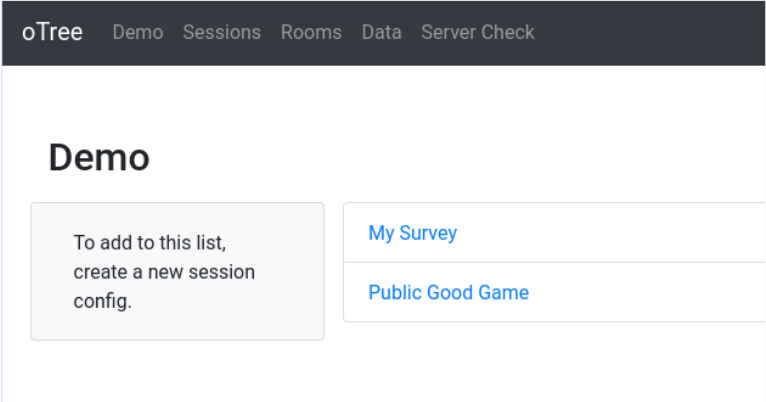 oTree Demo Sessions Rooms Data Server Check
Demo
To add to this list,
create a new session
config.
My Survey
Public Good Game